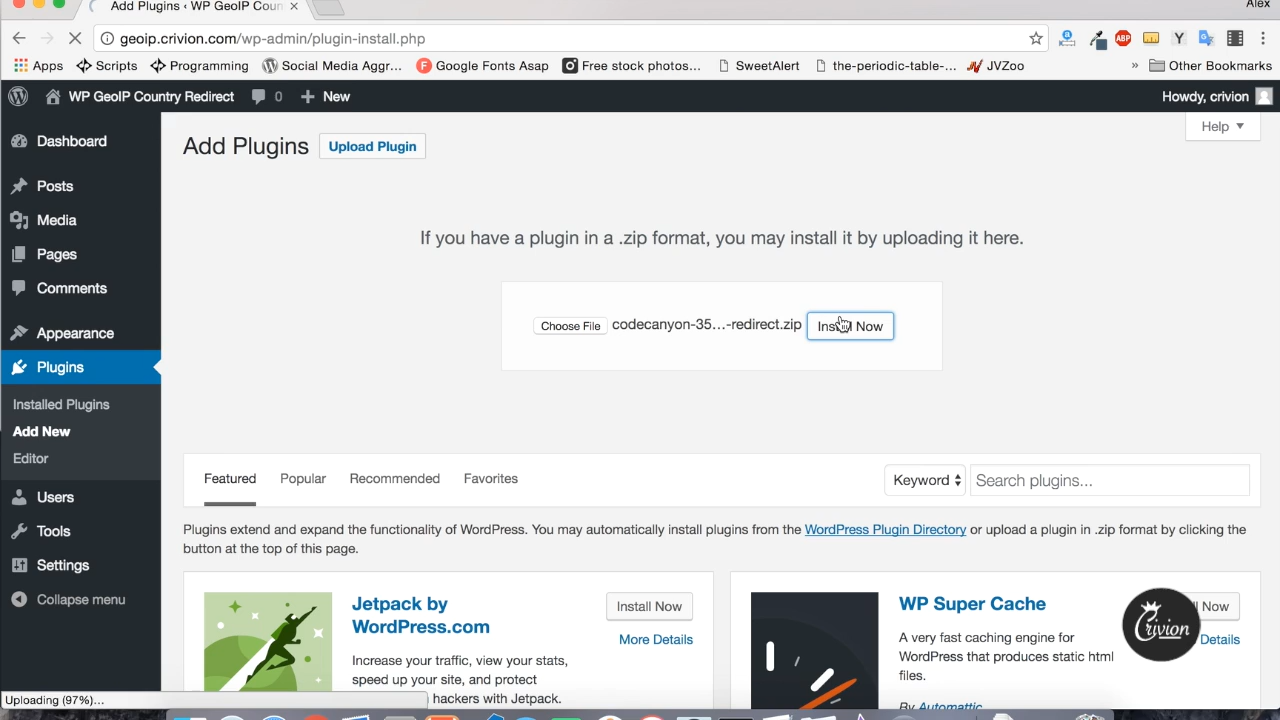 Add Plugins ‹ WP GeoIP Coun
Alex
geoip.crivion.com/wp-admin/plugin-install.php
ABP
Y
Apps
Scripts
Programming
Social Media Aggr...
Google Fonts Asap
Free stock photos...
SweetAlert
the-periodic-table-...
JVZoo
»
Other Bookmarks
WP GeoIP Country Redirect
0
New
Howdy, crivion
Help
Dashboard
Posts
Media
Pages
Comments
Appearance
Plugins
Installed Plugins
Add New
Editor
Users
Tools
Settings
Collapse menu
Add Plugins
Upload Plugin
If you have a plugin in a .zip format, you may install it by uploading it here.
Choose File codecanyon-35...-redirect.zip Install Now
Featured Popular Recommended Favorites
Keyword Search plugins...
Plugins extend and expand the functionality of WordPress. You may automatically install plugins from the WordPress Plugin Directory or upload a plugin in .zip format by clicking the
button at the top of this page.
Jetpack by
WordPress.com
Install Now
More Details
Increase your traffic, view your stats,
speed up your site, and protect
hackers with Jetpack.
WP Super Cache
Now
Details
A very fast caching engine for
WordPress that produces static html
files.
By Automattic
Crivion
Uploading (97%)...